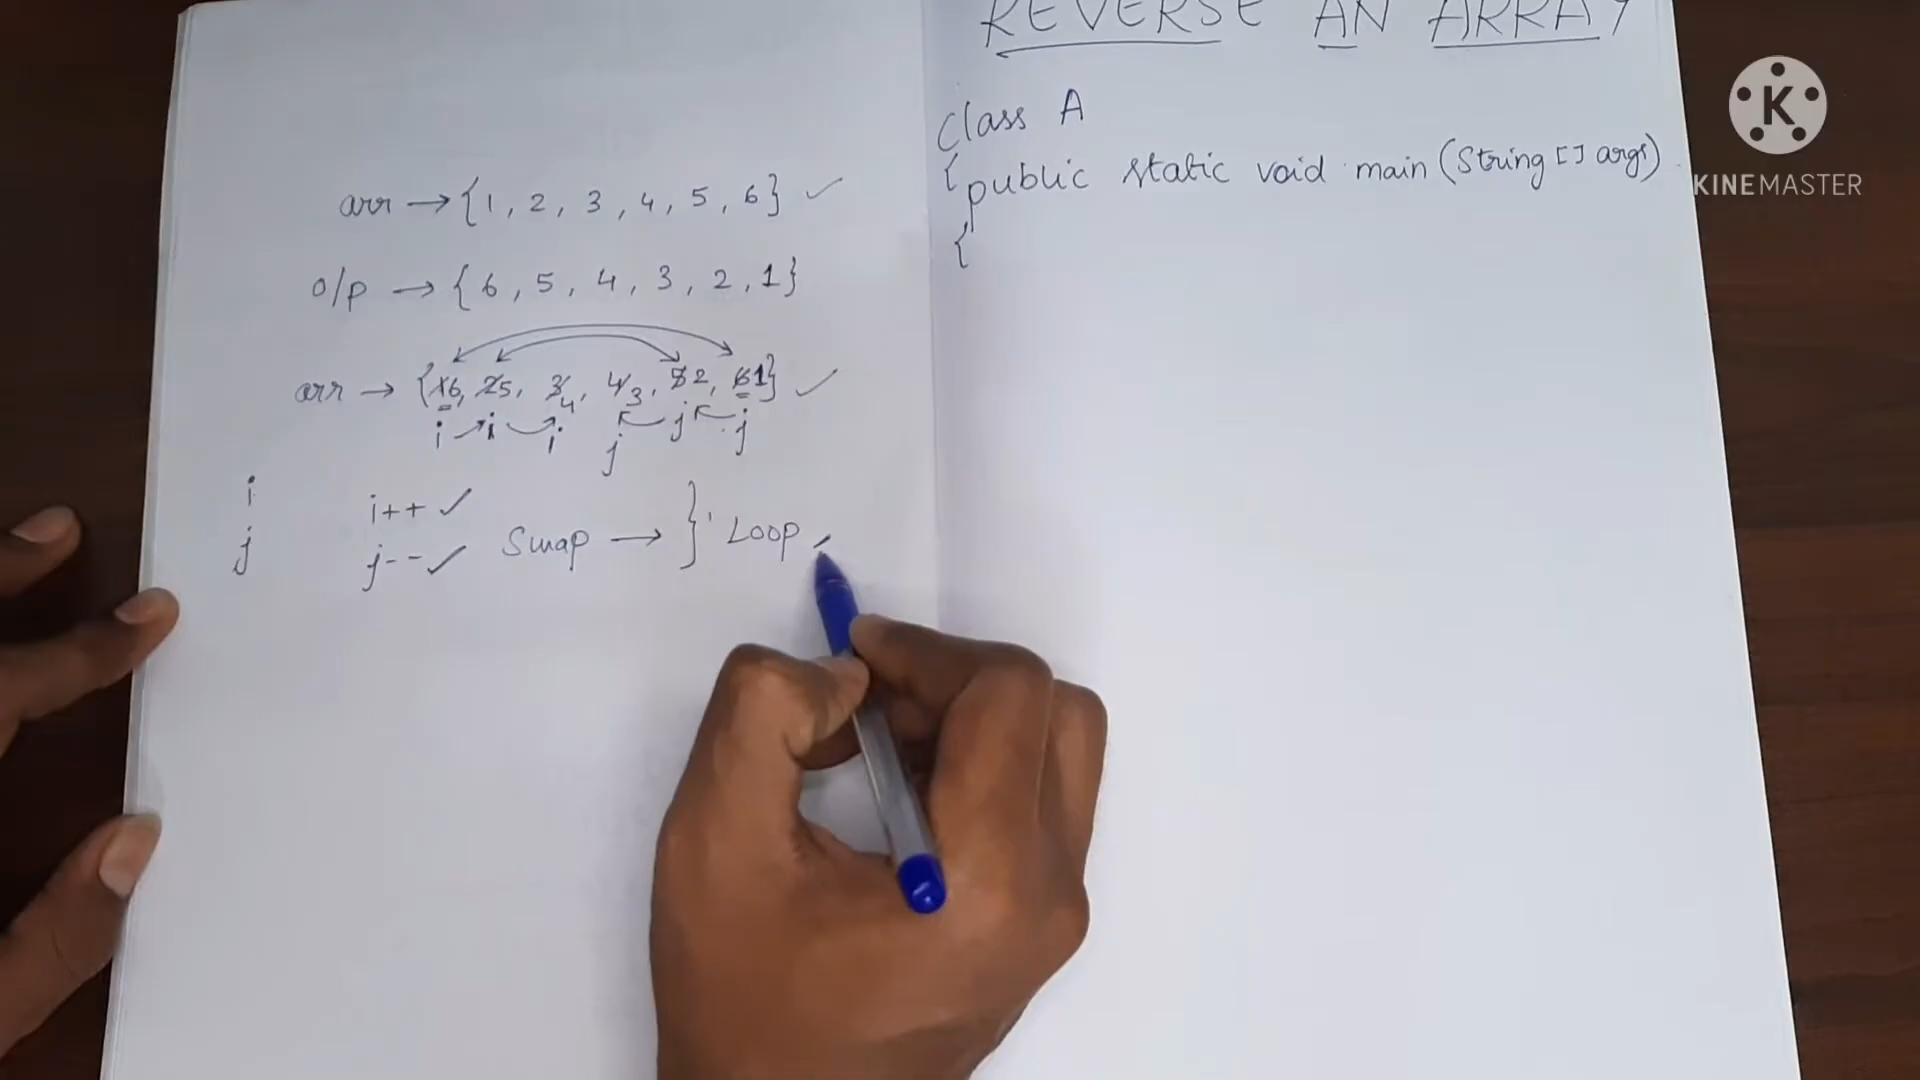 arr → {1, 2, 3, 4, 5, 6} ✓
o/p → {6, 5, 4, 3, 2, 1}
arr → {16, 25, 34, 43, 52, 61} ✓
i i i j j j
i i++ ✓
j j-- ✓ Swap → } Loop
REVERSE AN ARRAY
Class A
{ public static void main (String [] args)
{
K
KINEMASTER